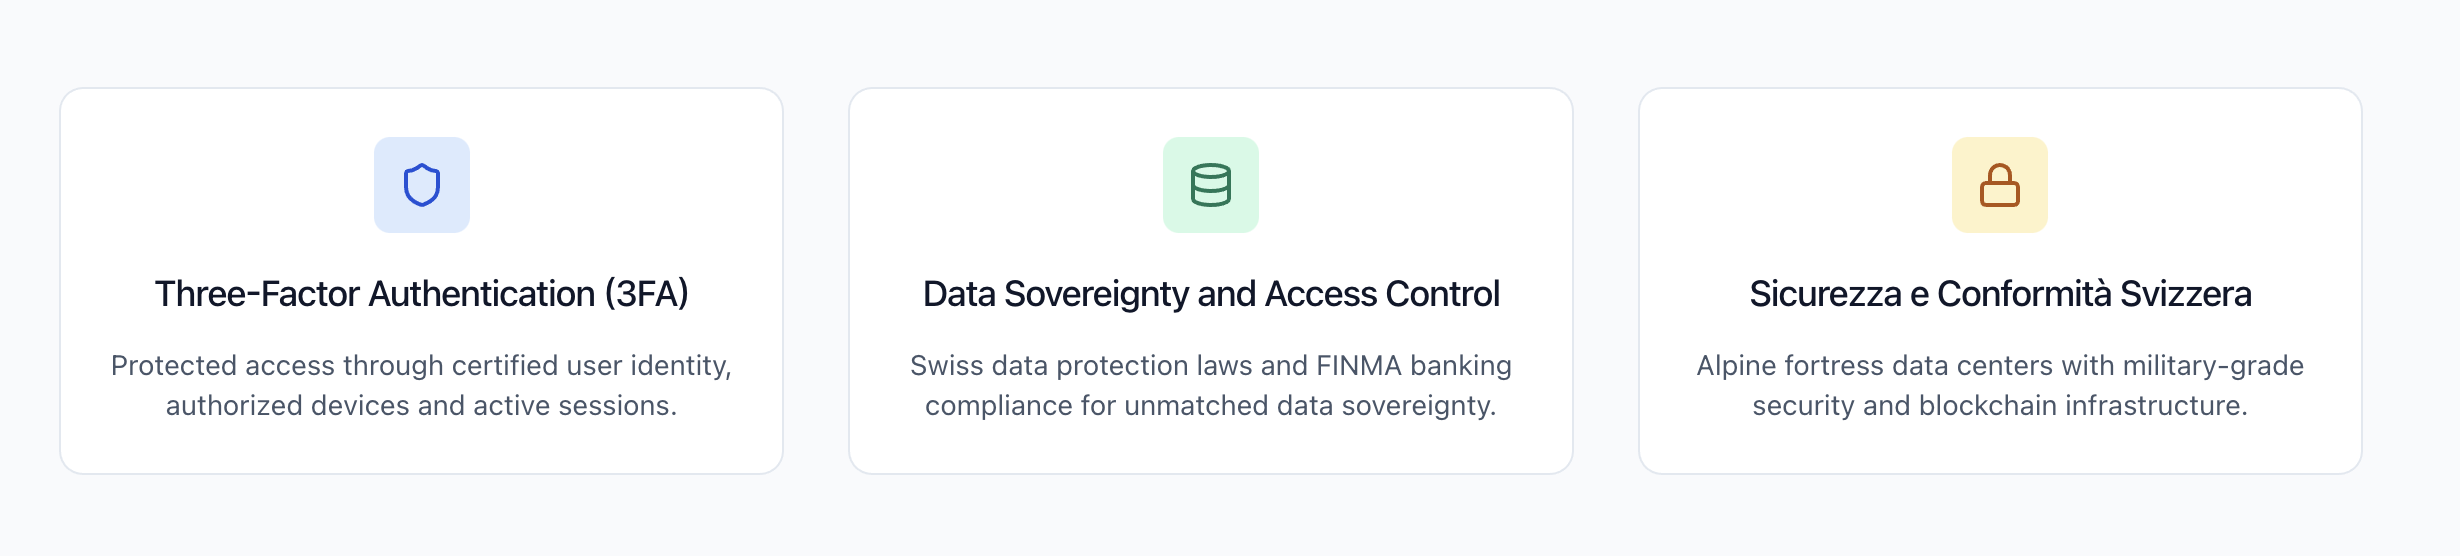 Three-Factor Authentication (3FA)
Protected access through certified user identity,
authorized devices and active sessions.
Data Sovereignty and Access Control
Swiss data protection laws and FINMA banking
compliance for unmatched data sovereignty.
Sicurezza e Conformità Svizzera
Alpine fortress data centers with military-grade
security and blockchain infrastructure.